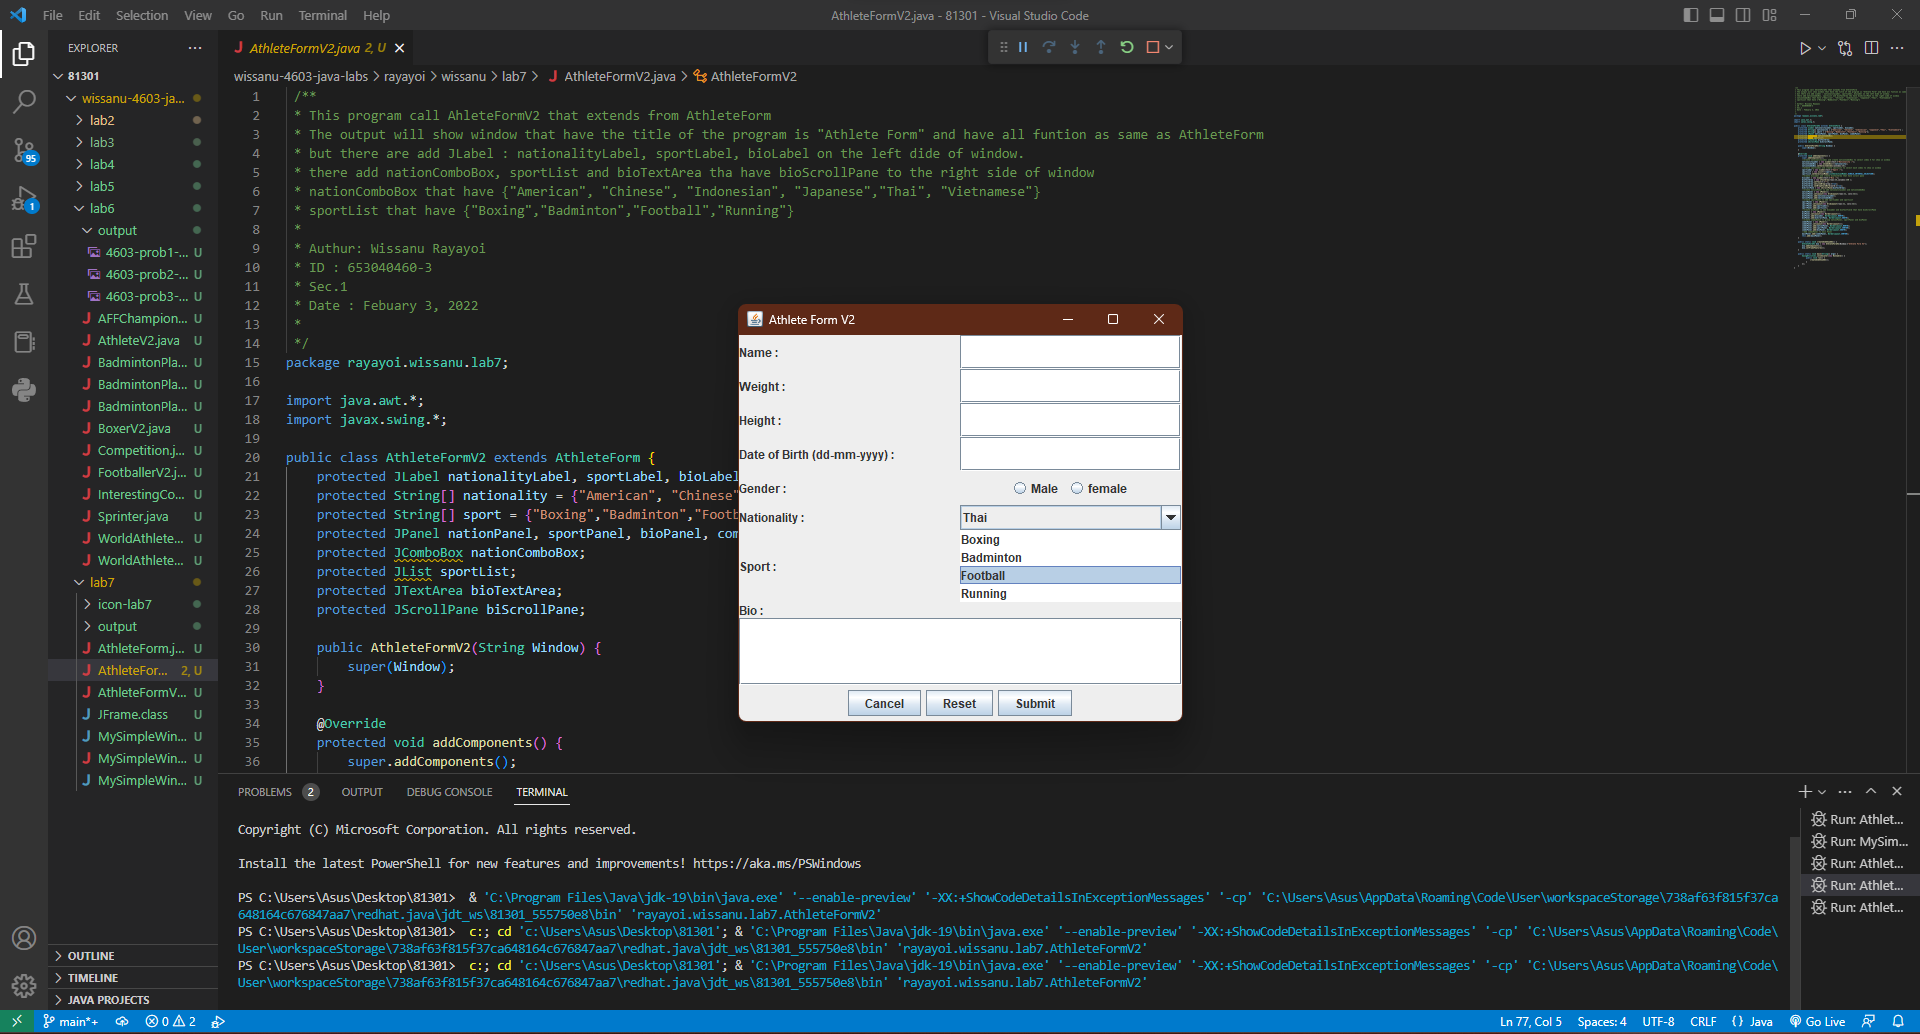 File Edit Selection View Go Run Terminal Help
AthleteFormV2.java - 81301 - Visual Studio Code
EXPLORER
81301
wissanu-4603-ja...
lab2
lab3
lab4
lab5
lab6
output
4603-prob1-... U
4603-prob2-... U
4603-prob3-... U
AFFChampion... U
AthleteV2.java U
BadmintonPla... U
BadmintonPla... U
BadmintonPla... U
BoxerV2.java U
Competition.j... U
FootballerV2.j... U
InterestingCo... U
Sprinter.java U
WorldAthlete... U
WorldAthlete... U
lab7
icon-lab7
output
AthleteForm.j... U
AthleteFor... 2, U
AthleteFormV... U
JFrame.class U
MySimpleWin... U
MySimpleWin... U
MySimpleWin... U
OUTLINE
TIMELINE
JAVA PROJECTS
95
1
AthleteFormV2.java 2, U
wissanu-4603-java-labs > rayayoi > wissanu > lab7 > AthleteFormV2.java > AthleteFormV2
1 /**
2 * This program call AhleteFormV2 that extends from AthleteForm
3 * The output will show window that have the title of the program is "Athlete Form" and have all funtion as same as AthleteForm
4 * but there are add JLabel : nationalityLabel, sportLabel, bioLabel on the left dide of window.
5 * there add nationComboBox, sportList and bioTextArea tha have bioScrollPane to the right side of window
6 * nationComboBox that have {"American", "Chinese", "Indonesian", "Japanese","Thai", "Vietnamese"}
7 * sportList that have {"Boxing","Badminton","Football","Running"}
8 *
9 * Authur: Wissanu Rayayoi
10 * ID : 653040460-3
11 * Sec.1
12 * Date : Febuary 3, 2022
13 *
14 */
15 package rayayoi.wissanu.lab7;
16
17 import java.awt.*;
18 import javax.swing.*;
19
20 public class AthleteFormV2 extends AthleteForm {
21 protected JLabel nationalityLabel, sportLabel, bioLabel
22 protected String[] nationality = {"American", "Chinese"
23 protected String[] sport = {"Boxing","Badminton","Footb
24 protected JPanel nationPanel, sportPanel, bioPanel, com
25 protected JComboBox nationComboBox;
26 protected JList sportList;
27 protected JTextArea bioTextArea;
28 protected JScrollPane biScrollPane;
29
30 public AthleteFormV2(String Window) {
31 super(Window);
32 }
33
34 @Override
35 protected void addComponents() {
36 super.addComponents();
Athlete Form V2
Name :
Weight :
Height :
Date of Birth (dd-mm-yyyy) :
Gender : Male female
Nationality : Thai
Sport :
Boxing
Badminton
Football
Running
Bio :
Cancel Reset Submit
PROBLEMS 2 OUTPUT DEBUG CONSOLE TERMINAL
Copyright (C) Microsoft Corporation. All rights reserved.
Install the latest PowerShell for new features and improvements! https://aka.ms/PSWindows
PS C:\Users\Asus\Desktop\81301> & 'C:\Program Files\Java\jdk-19\bin\java.exe' '--enable-preview' '-XX:+ShowCodeDetailsInExceptionMessages' '-cp' 'C:\Users\Asus\AppData\Roaming\Code\User\workspaceStorage\738af63f815f37ca
648164c676847aa7\redhat.java\jdt_ws\81301_555750e8\bin' 'rayayoi.wissanu.lab7.AthleteFormV2'
PS C:\Users\Asus\Desktop\81301> c:; cd 'c:\Users\Asus\Desktop\81301'; & 'C:\Program Files\Java\jdk-19\bin\java.exe' '--enable-preview' '-XX:+ShowCodeDetailsInExceptionMessages' '-cp' 'C:\Users\Asus\AppData\Roaming\Code\
User\workspaceStorage\738af63f815f37ca648164c676847aa7\redhat.java\jdt_ws\81301_555750e8\bin' 'rayayoi.wissanu.lab7.AthleteFormV2'
PS C:\Users\Asus\Desktop\81301> c:; cd 'c:\Users\Asus\Desktop\81301'; & 'C:\Program Files\Java\jdk-19\bin\java.exe' '--enable-preview' '-XX:+ShowCodeDetailsInExceptionMessages' '-cp' 'C:\Users\Asus\AppData\Roaming\Code\
User\workspaceStorage\738af63f815f37ca648164c676847aa7\redhat.java\jdt_ws\81301_555750e8\bin' 'rayayoi.wissanu.lab7.AthleteFormV2'
Run: Athlet...
Run: MySim...
Run: Athlet...
Run: Athlet...
Run: Athlet...
main*+ 0 2
Ln 77, Col 5 Spaces: 4 UTF-8 CRLF {} Java Go Live